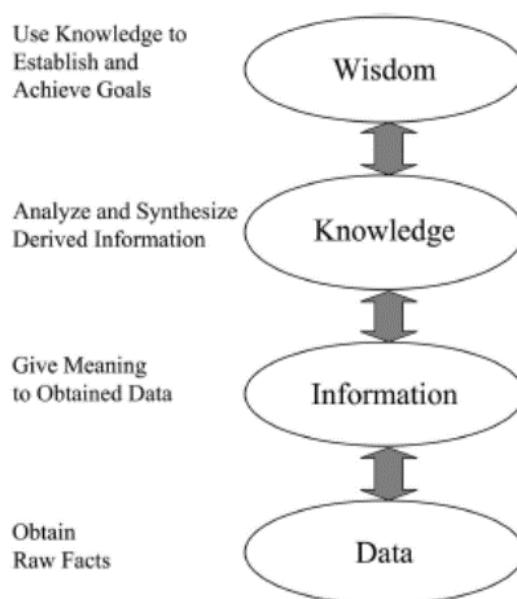 Use Knowledge to
Establish and
Achieve Goals
Wisdom
Analyze and Synthesize
Derived Information
Knowledge
Give Meaning
to Obtained Data
Information
Obtain
Raw Facts
Data